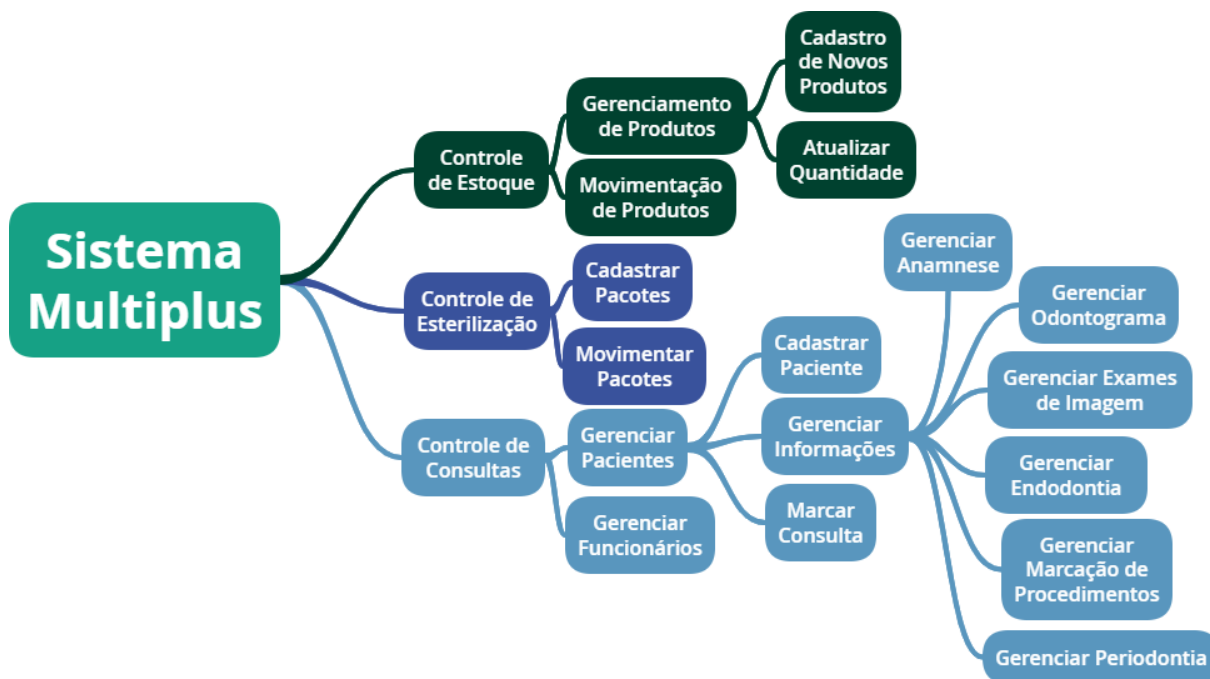 Sistema
Multiplus
Controle
de Estoque
Gerenciamento
de Produtos
Cadastro
de Novos
Produtos
Atualizar
Quantidade
Movimentação
de Produtos
Controle de
Esterilização
Cadastrar
Pacotes
Movimentar
Pacotes
Controle de
Consultas
Gerenciar
Pacientes
Cadastrar
Paciente
Gerenciar
Informações
Gerenciar
Anamnese
Gerenciar
Odontograma
Gerenciar Exames
de Imagem
Gerenciar
Endodontia
Gerenciar
Marcação de
Procedimentos
Gerenciar Periodontia
Marcar
Consulta
Gerenciar
Funcionários